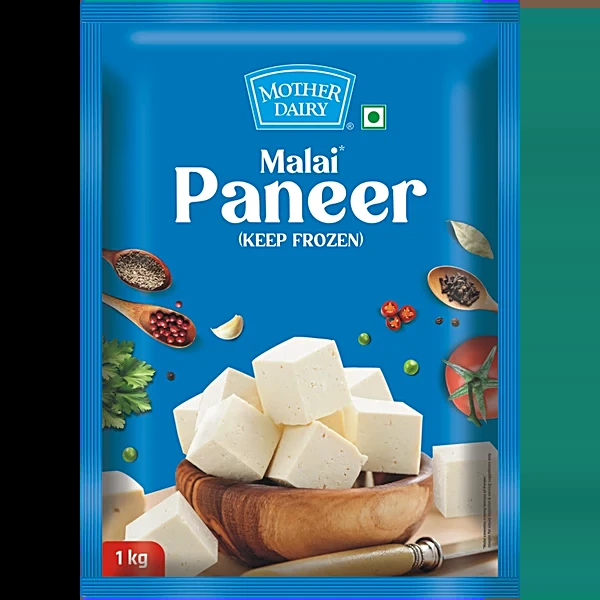 MOTHER
DAIRY
®
Malai*
Paneer
(KEEP FROZEN)
1 kg